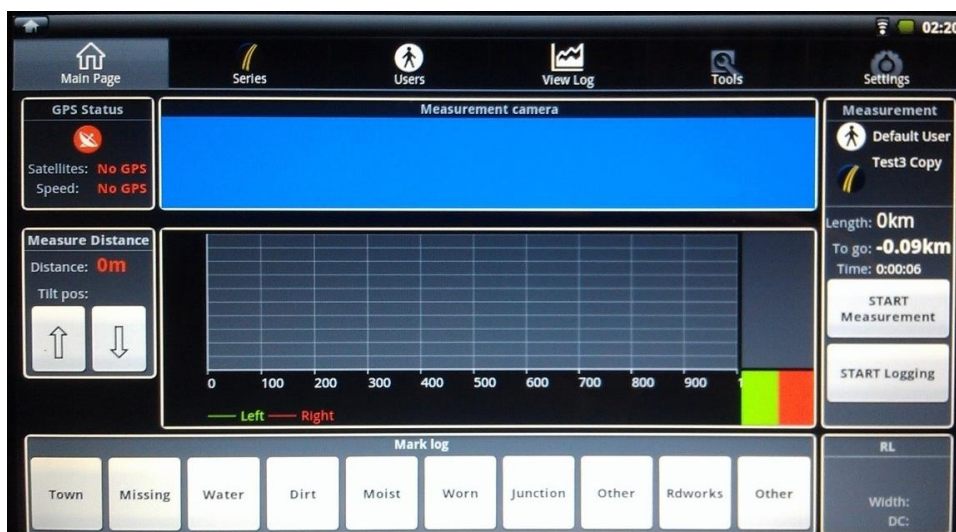 02:20
Main Page
Series
Users
View Log
Tools
Settings
GPS Status
Satellites: No GPS
Speed: No GPS
Measurement camera
Measurement
Default User
Test3 Copy
Length: 0km
To go: -0.09km
Time: 0:00:06
START
Measurement
START Logging
Measure Distance
Distance: 0m
Tilt pos:
0 100 200 300 400 500 600 700 800 900 1
Left Right
Mark log
Town Missing Water Dirt Moist Worn Junction Other Rdworks Other
RL
Width:
DC: